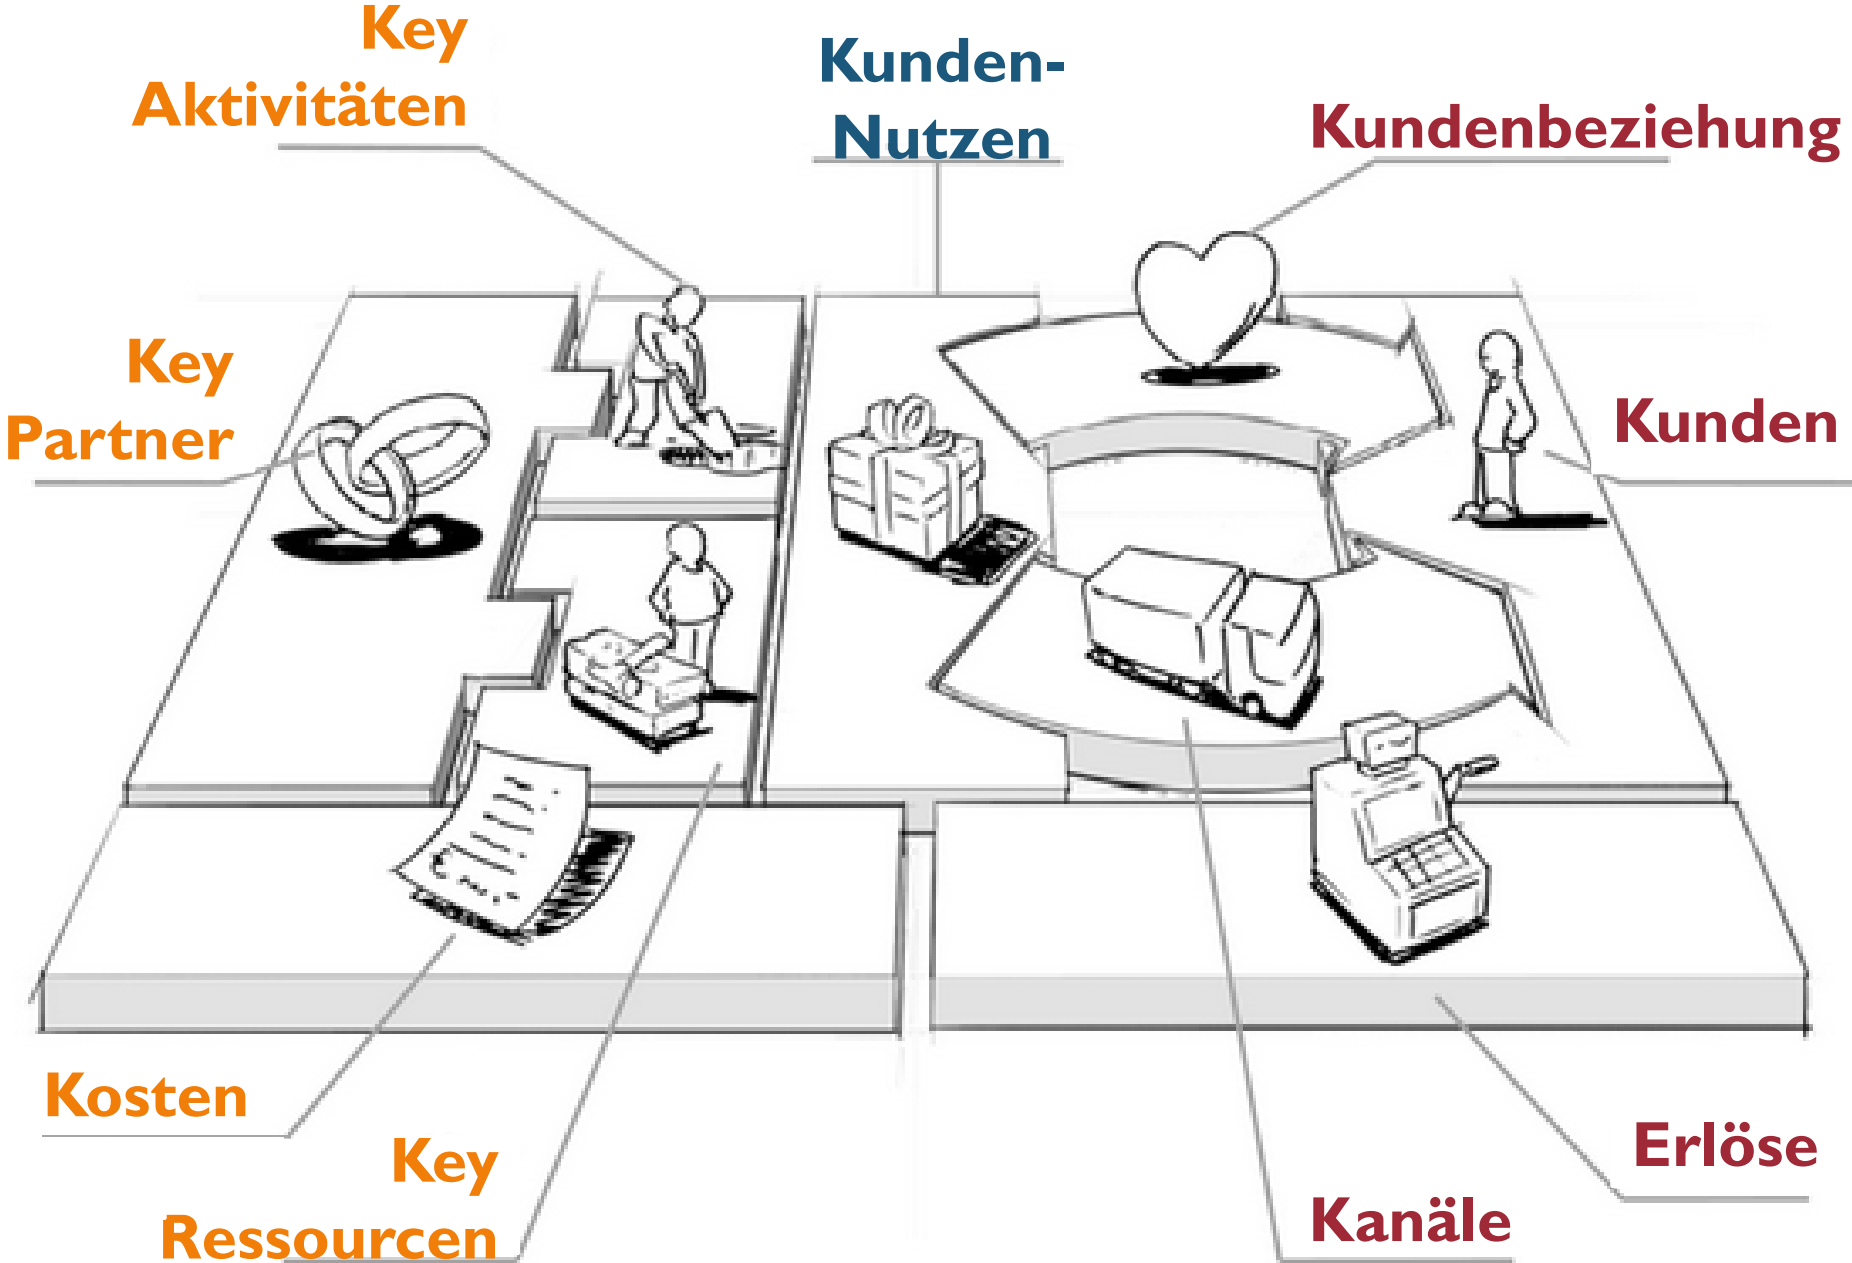 Key
Aktivitäten
Kunden-
Nutzen
Kundenbeziehung
Key
Partner
Kunden
Kosten
Key
Ressourcen
Kanäle
Erlöse